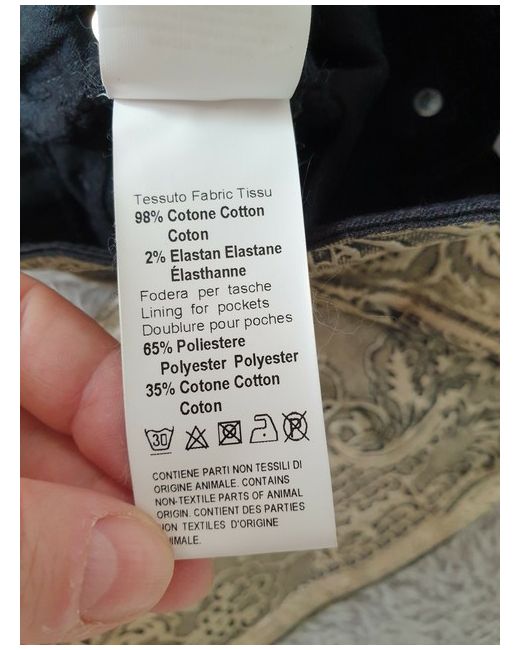 Tessuto Fabric Tissu
98% Cotone Cotton
Coton
2% Elastan Elastane
Élasthanne
Fodera per tasche
Lining for pockets
Doublure pour poches
65% Poliestere
Polyester Polyester
35% Cotone Cotton
Coton
30 P
CONTIENE PARTI NON TESSILI DI
ORIGINE ANIMALE. CONTAINS
NON-TEXTILE PARTS OF ANIMAL
ORIGIN. CONTIENT DES PARTIES
NON TEXTILES D'ORIGINE